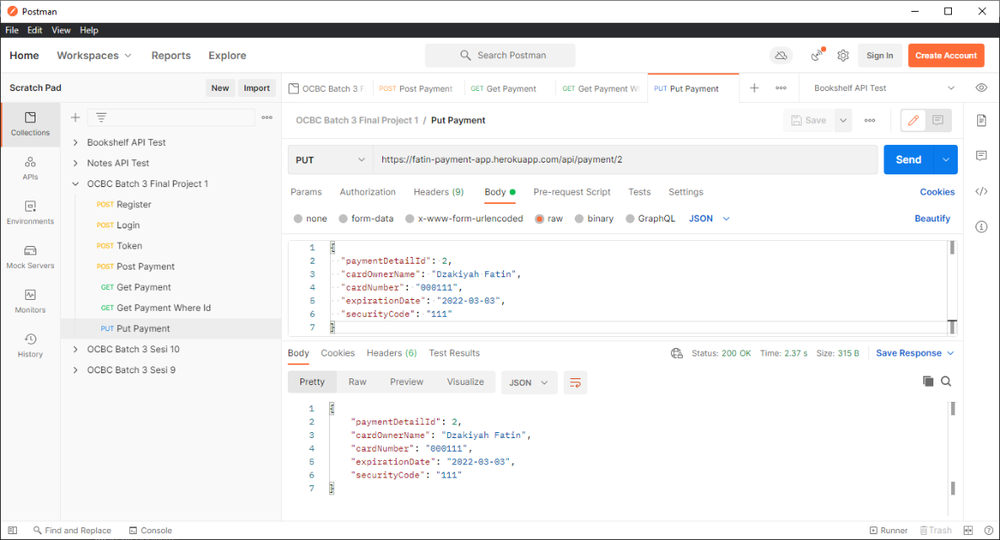 Postman
File Edit View Help
Home Workspaces Reports Explore Search Postman Sign In Create Account
Scratch Pad New Import
OCBC Batch 3 F POST Post Payment GET Get Payment GET Get Payment W PUT Put Payment + ooo Bookshelf API Test
Collections
APIs
Environments
Mock Servers
Monitors
History
Bookshelf API Test
Notes API Test
OCBC Batch 3 Final Project 1
POST Register
POST Login
POST Token
POST Post Payment
GET Get Payment
GET Get Payment Where Id
PUT Put Payment
OCBC Batch 3 Sesi 10
OCBC Batch 3 Sesi 9
OCBC Batch 3 Final Project 1 / Put Payment Save
PUT https://fatin-payment-app.herokuapp.com/api/payment/2 Send
Params Authorization Headers (9) Body Pre-request Script Tests Settings Cookies
none form-data x-www-form-urlencoded raw binary GraphQL JSON Beautify
1 {
2 "paymentDetailId": 2,
3 "cardOwnerName": "Dzakiyah Fatin",
4 "cardNumber": "000111",
5 "expirationDate": "2022-03-03",
6 "securityCode": "111"
7 }
Body Cookies Headers (6) Test Results Status: 200 OK Time: 2.37 s Size: 315 B Save Response
Pretty Raw Preview Visualize JSON
1 {
2 "paymentDetailId": 2,
3 "cardOwnerName": "Dzakiyah Fatin",
4 "cardNumber": "000111",
5 "expirationDate": "2022-03-03",
6 "securityCode": "111"
7 }
Find and Replace Console Runner Trash